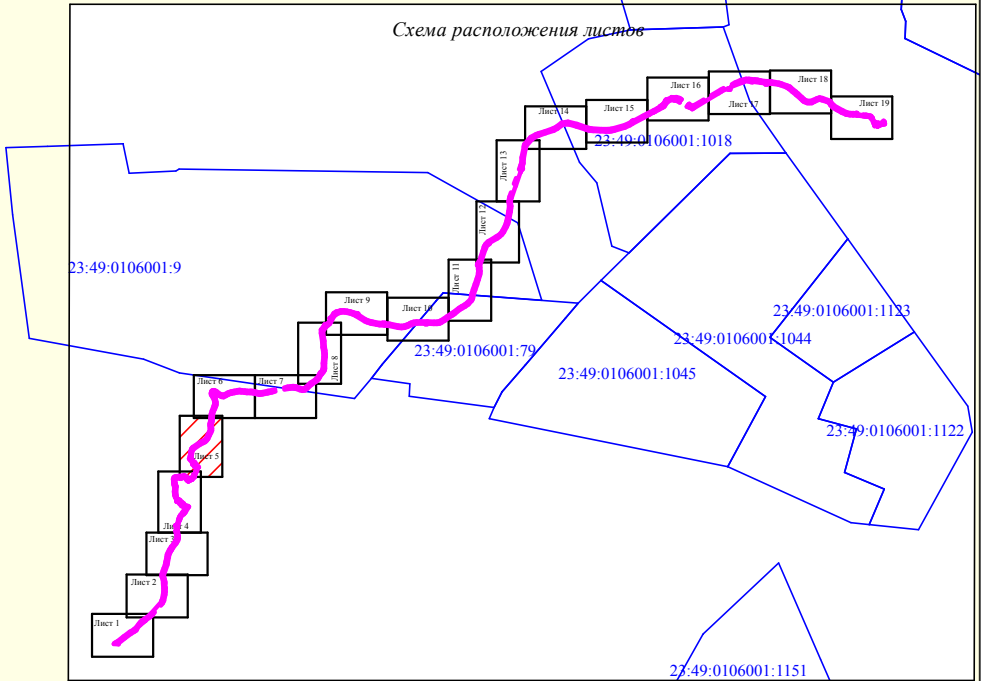 Схема расположения листов
Лист 18
Лист 16
Лист 17
Лист 19
Лист 15
Лист 14
23:49:0106001:1018
Лист 13
Лист 12
23:49:0106001:9
Лист 11
Лист 9
Лист 10
23:49:0106001:1123
23:49:0106001:1044
23:49:0106001:79
Лист 8
23:49:0106001:1045
Лист 6
Лист 7
23:49:0106001:1122
Лист 5
Лист 4
Лист 3
Лист 2
Лист 1
23:49:0106001:1151